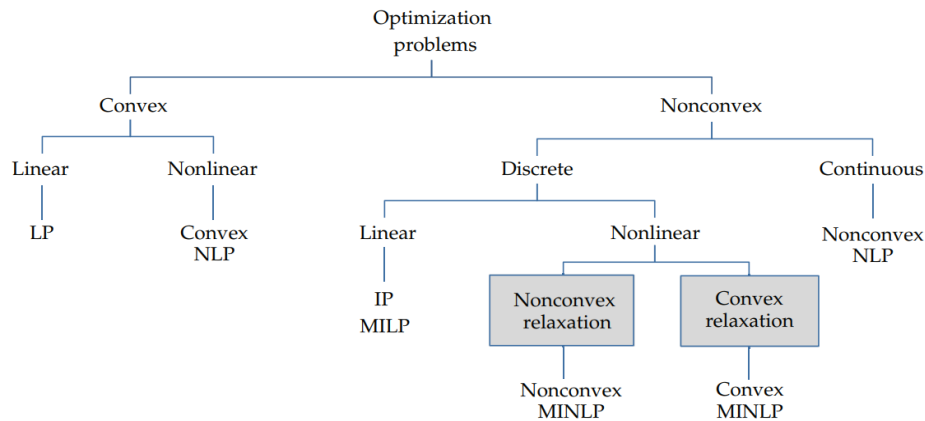 Optimization
problems
Convex
Nonconvex
Linear
Nonlinear
Discrete
Continuous
LP
Convex
NLP
Linear
Nonlinear
Nonconvex
NLP
IP
MILP
Nonconvex
relaxation
Convex
relaxation
Nonconvex
MINLP
Convex
MINLP